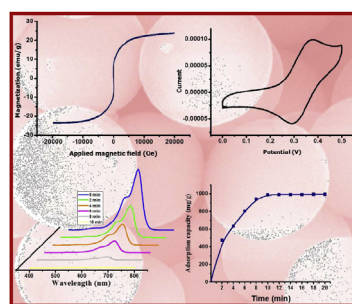 Magnetization (emu/g)
30
20
10
0
-10
-20
-30
-20000 -10000 0 10000 20000
Applied magnetic field (Oe)
Current
0.00010
0.00005
0.00000
-0.00005
0.0 0.1 0.2 0.3 0.4 0.5
Potential (V)
0 min
2 min
4 min
6 min
8 min
10 min
400 500 600 700 800
Wavelength (nm)
Adsorption capacity (mg/g)
1000
800
600
400
200
0
2 4 6 8 10 12 14 16 18 20
Time (min)